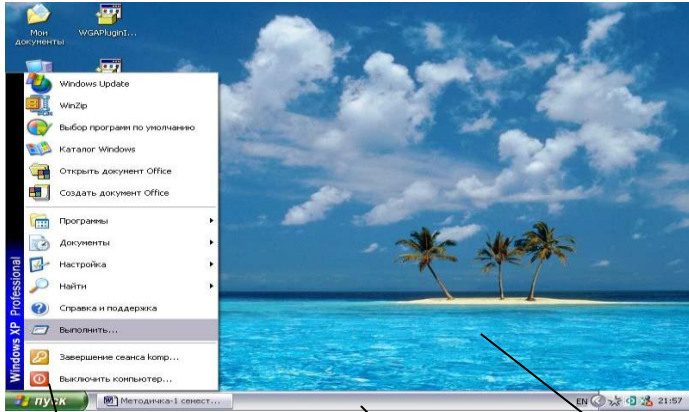 Мои
документы
WGAPluginI...
Windows Update
WinZip
Выбор программ по умолчанию
Каталог Windows
Открыть документ Office
Создать документ Office
Программы
Документы
Настройка
Найти
Справка и поддержка
Выполнить...
Завершение сеанса komp...
Выключить компьютер...
Windows XP Professional
пуск
Методичка-1 семест...
EN
21:57